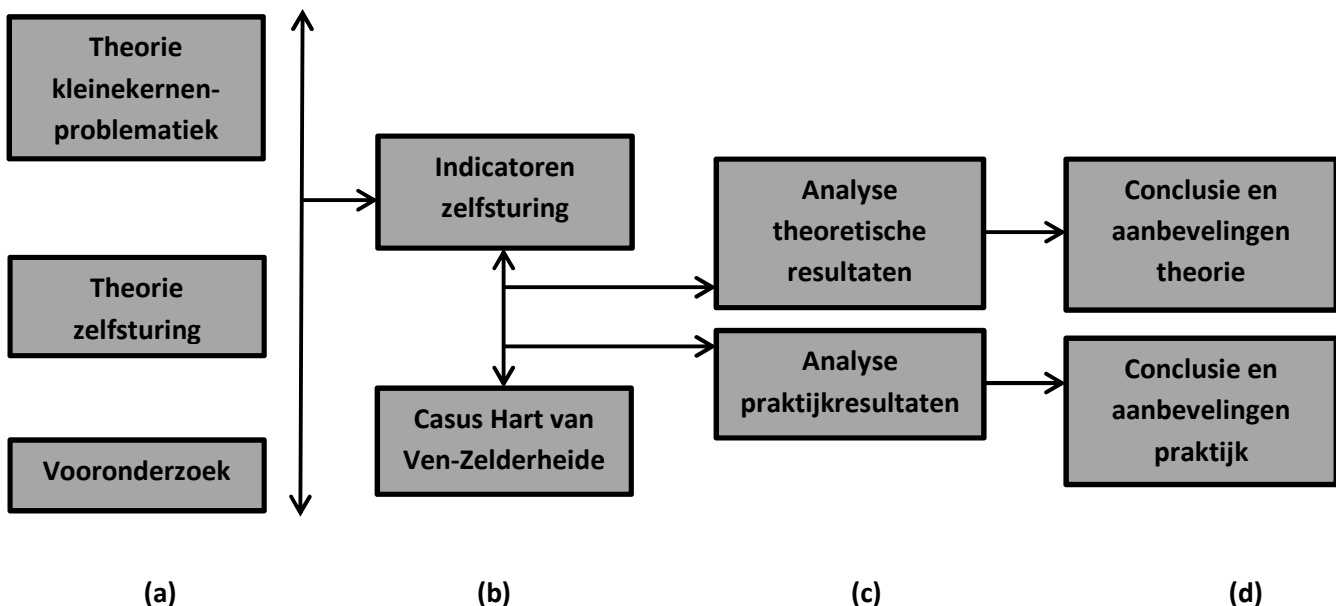 Theorie
kleinekernen-
problematiek
Theorie
zelfsturing
Vooronderzoek
Indicatoren
zelfsturing
Casus Hart van
Ven-Zelderheide
Analyse
theoretische
resultaten
Analyse
praktijkresultaten
Conclusie en
aanbevelingen
theorie
Conclusie en
aanbevelingen
praktijk
(a)
(b)
(c)
(d)